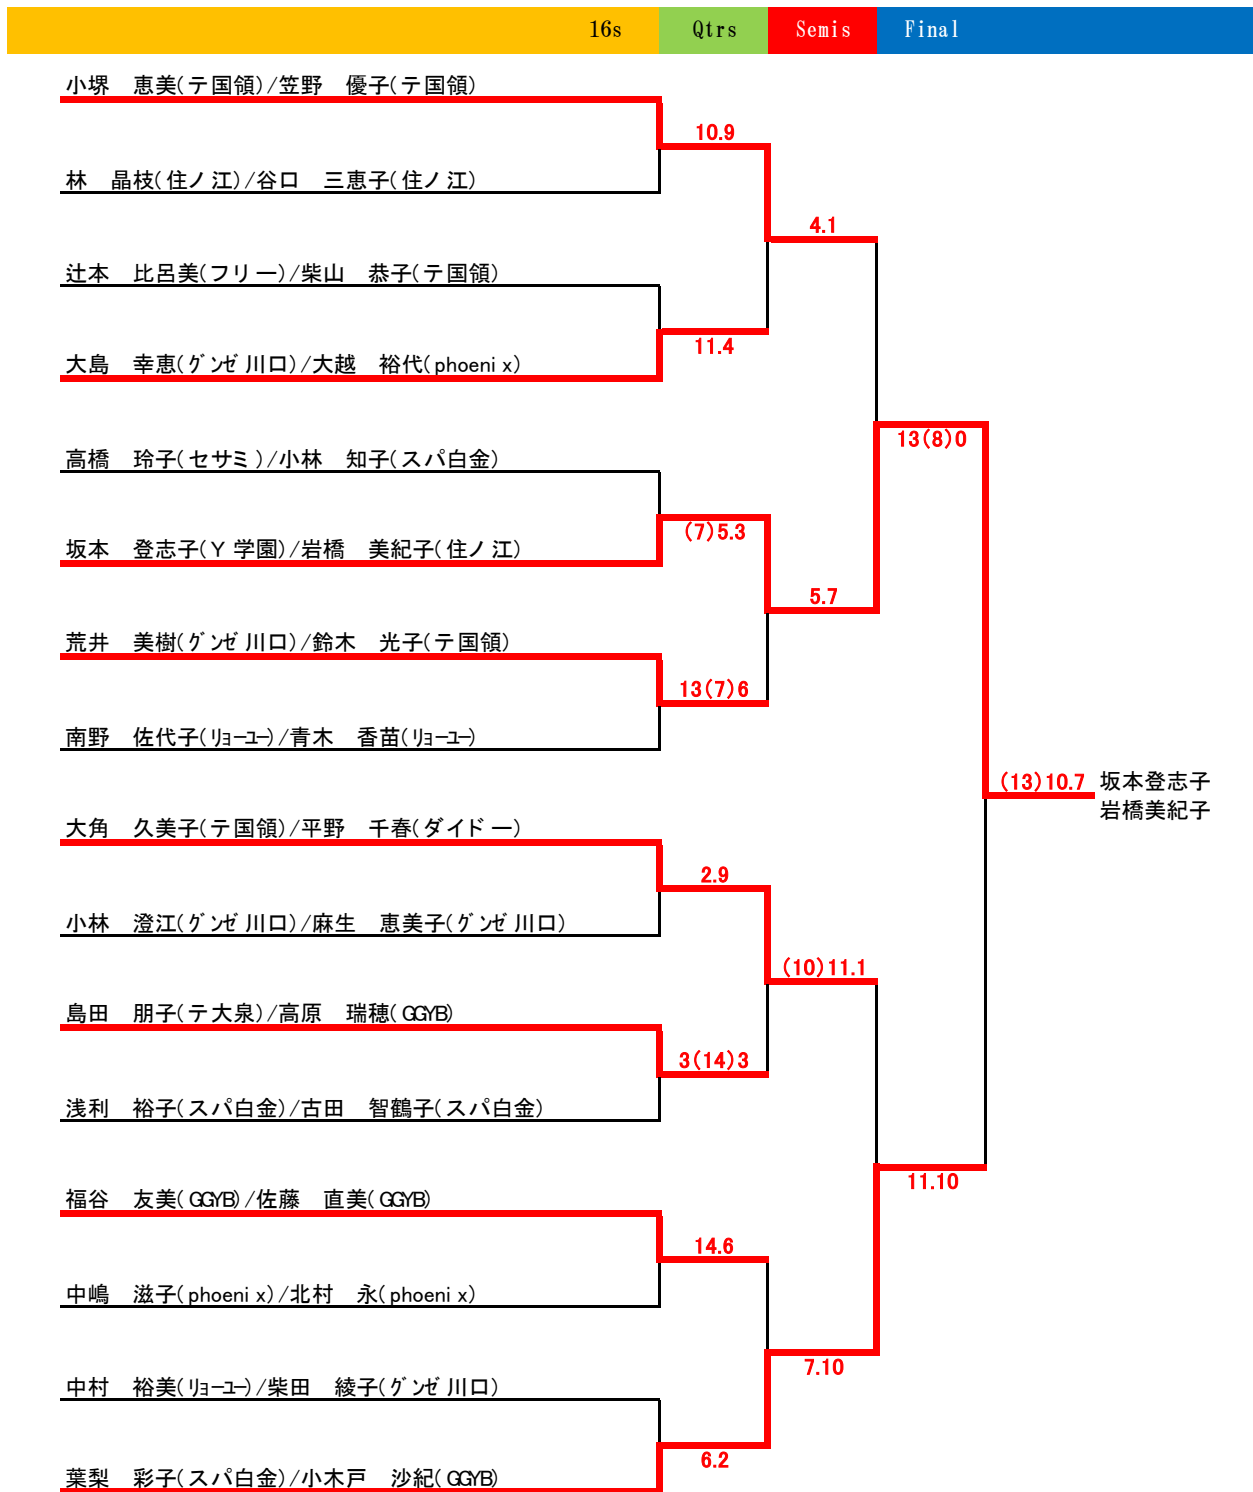 16s Qtrs Semis Final
小堺 恵美(テ国領)/笠野 優子(テ国領)
10.9
林 晶枝(住ノ江)/谷口 三恵子(住ノ江)
4.1
辻本 比呂美(フリー)/柴山 恭子(テ国領)
11.4
大島 幸恵(グンゼ川口)/大越 裕代(phoenix)
13(8)0
高橋 玲子(セサミ)/小林 知子(スパ白金)
(7)5.3
坂本 登志子(Y学園)/岩橋 美紀子(住ノ江)
5.7
荒井 美樹(グンゼ川口)/鈴木 光子(テ国領)
13(7)6
南野 佐代子(リョーユー)/青木 香苗(リョーユー)
(13)10.7 坂本登志子
岩橋美紀子
大角 久美子(テ国領)/平野 千春(ダイドー)
2.9
小林 澄江(グンゼ川口)/麻生 恵美子(グンゼ川口)
(10)11.1
島田 朋子(テ大泉)/高原 瑞穂(GGYB)
3(14)3
浅利 裕子(スパ白金)/古田 智鶴子(スパ白金)
11.10
福谷 友美(GGYB)/佐藤 直美(GGYB)
14.6
中嶋 滋子(phoenix)/北村 永(phoenix)
7.10
中村 裕美(リョーユー)/柴田 綾子(グンゼ川口)
6.2
葉梨 彩子(スパ白金)/小木戸 沙紀(GGYB)